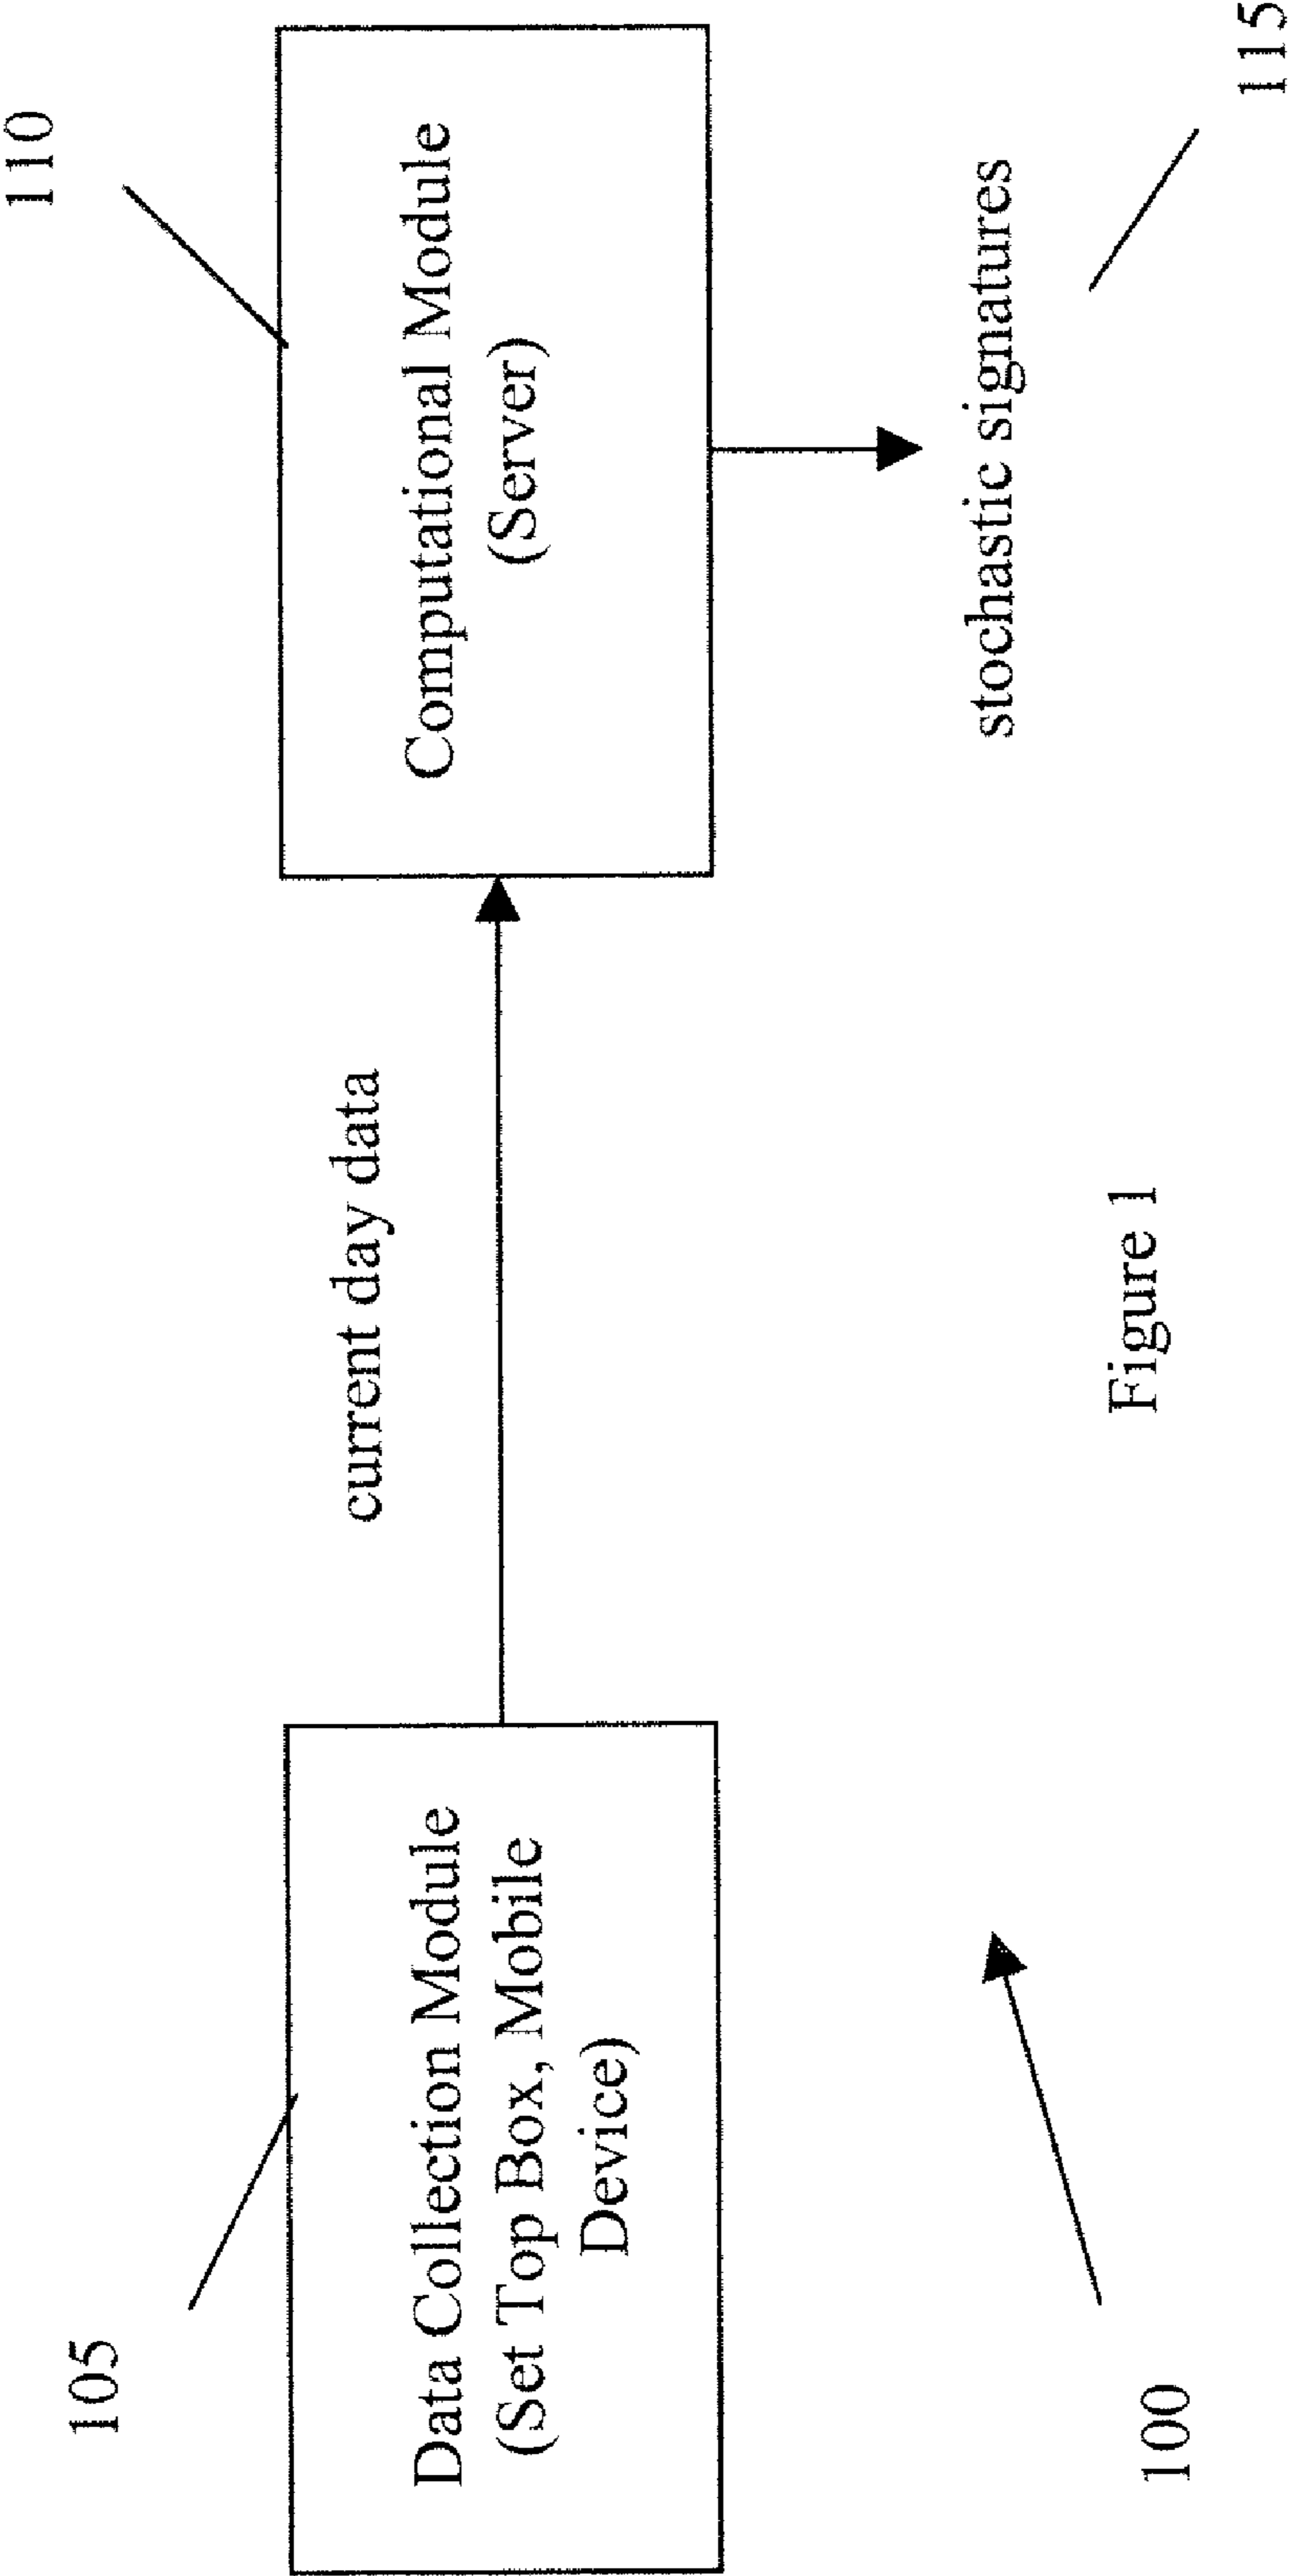 105
110
Data Collection Module
(Set Top Box, Mobile
Device)
current day data
Computational Module
(Server)
stochastic signatures
115
100
Figure 1